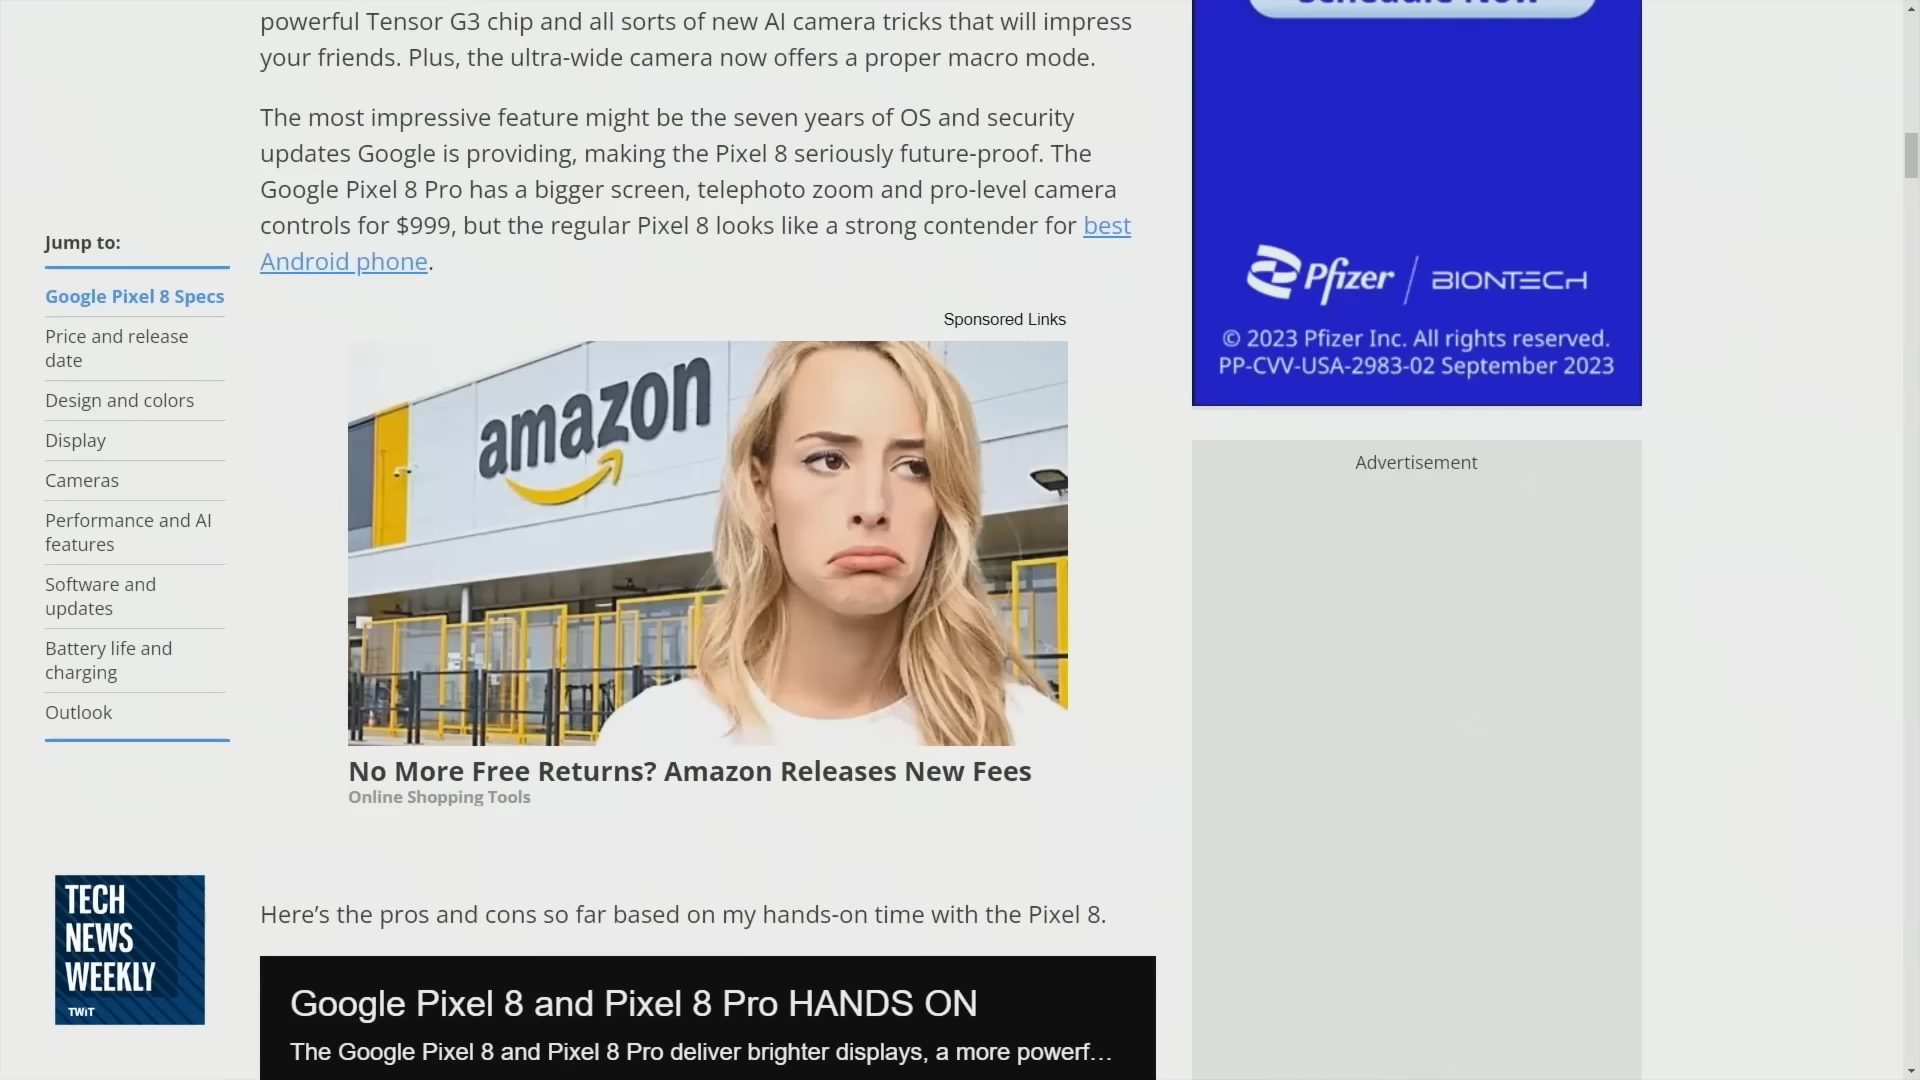 powerful Tensor G3 chip and all sorts of new AI camera tricks that will impress
your friends. Plus, the ultra-wide camera now offers a proper macro mode.
The most impressive feature might be the seven years of OS and security
updates Google is providing, making the Pixel 8 seriously future-proof. The
Google Pixel 8 Pro has a bigger screen, telephoto zoom and pro-level camera
controls for $999, but the regular Pixel 8 looks like a strong contender for best
Android phone.
Jump to:
Google Pixel 8 Specs
Price and release
date
Design and colors
Display
Cameras
Performance and AI
features
Software and
updates
Battery life and
charging
Outlook
Sponsored Links
amazon
No More Free Returns? Amazon Releases New Fees
Online Shopping Tools
Here’s the pros and cons so far based on my hands-on time with the Pixel 8.
Google Pixel 8 and Pixel 8 Pro HANDS ON
The Google Pixel 8 and Pixel 8 Pro deliver brighter displays, a more powerf…
TECH
NEWS
WEEKLY
TWiT
Schedule Now
Pfizer BIONTECH
© 2023 Pfizer Inc. All rights reserved.
PP-CVV-USA-2983-02 September 2023
Advertisement